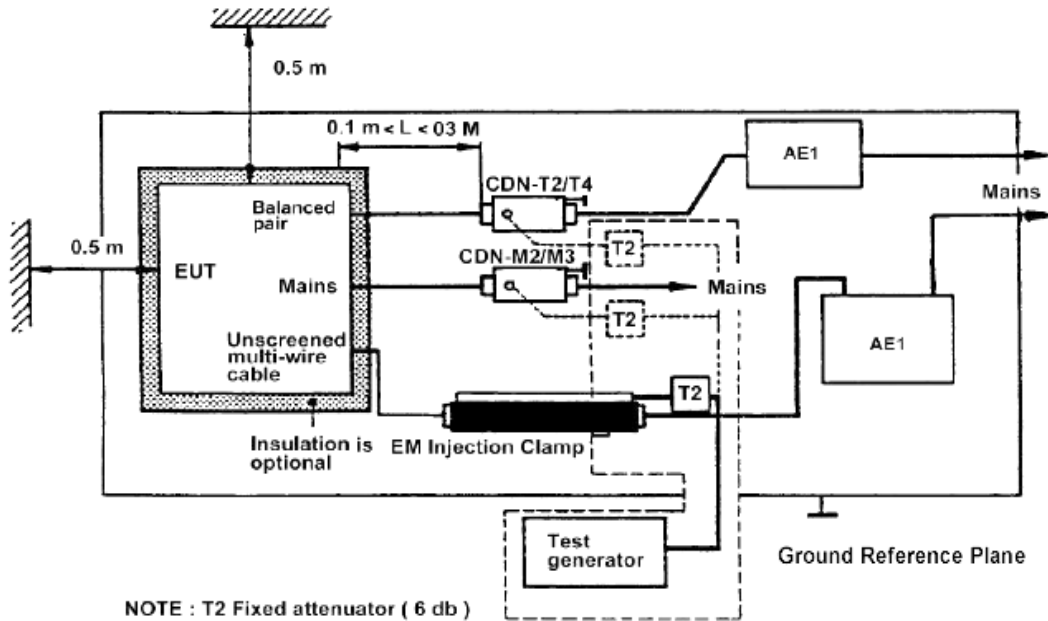 0.5 m
0.1 m < L < 03 M
AE1
CDN-T2/T4
Mains
Balanced
pair
T2
0.5 m
CDN-M2/M3
EUT
Mains
Mains
T2
AE1
Unscreened
multi-wire
cable
T2
Insulation is
optional
EM Injection Clamp
Test
generator
Ground Reference Plane
NOTE : T2 Fixed attenuator ( 6 db )